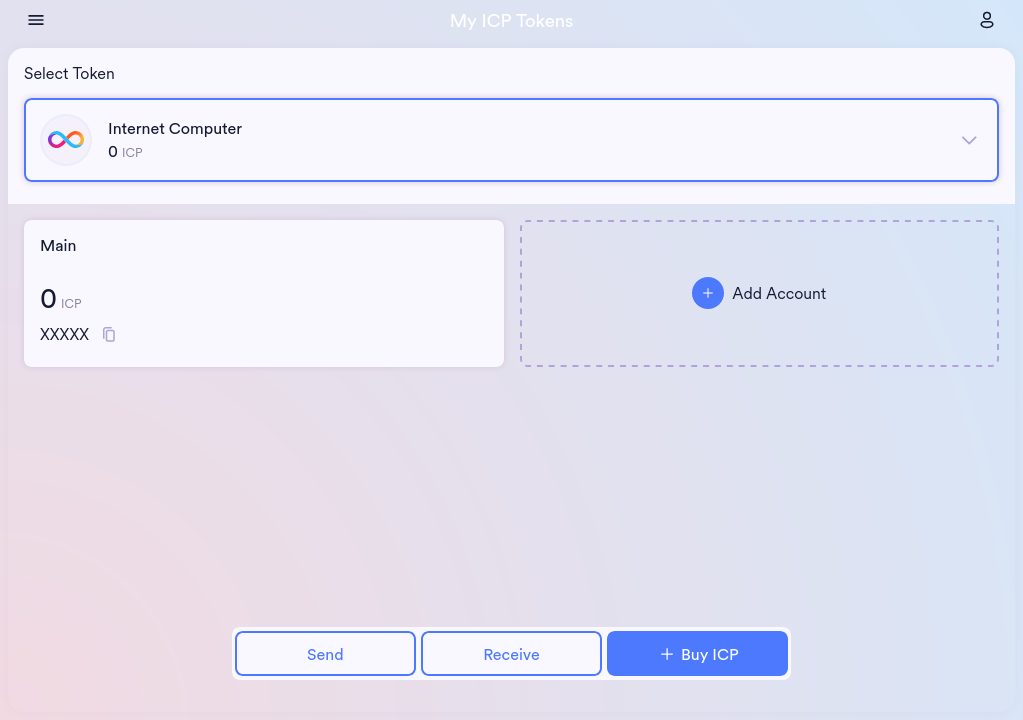 My ICP Tokens
Select Token
Internet Computer
0 ICP
Main
0 ICP
XXXXX
Add Account
Send
Receive
Buy ICP